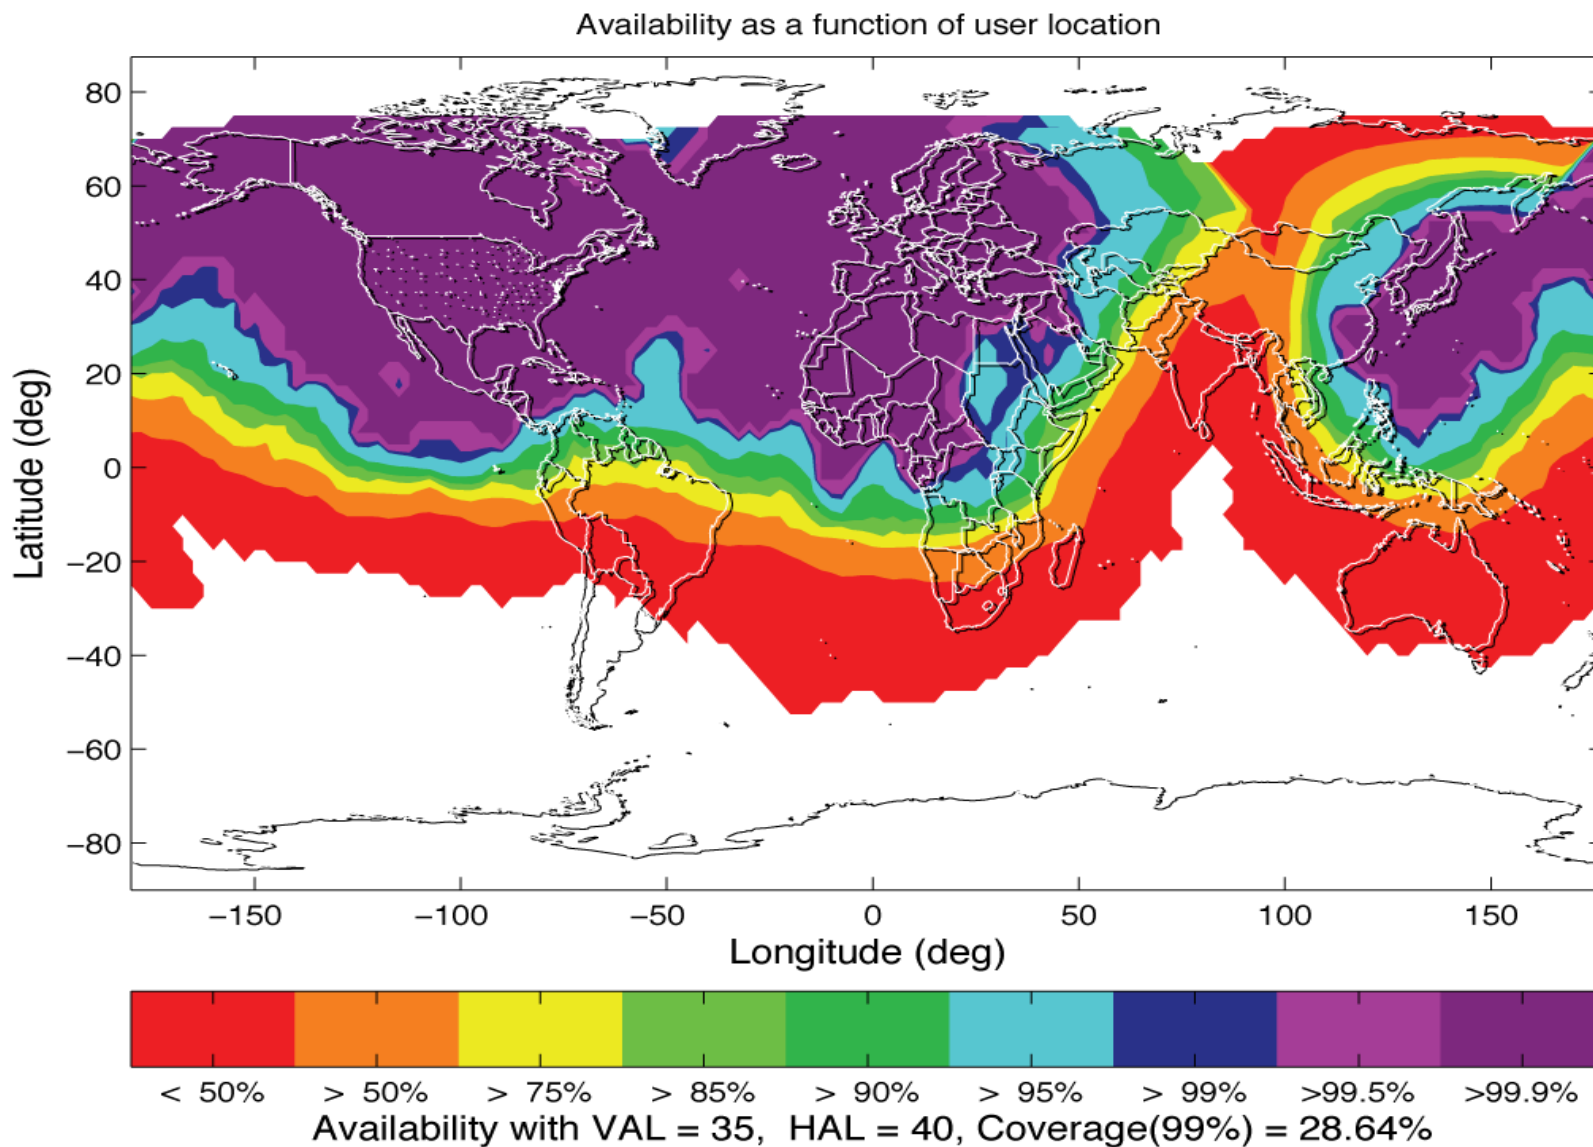 Availability as a function of user location
80
60
40
20
0
−20
−40
−60
−80
Latitude (deg)
−150 −100 −50 0 50 100 150
Longitude (deg)
< 50% > 50% > 75% > 85% > 90% > 95% > 99% >99.5% >99.9%
Availability with VAL = 35, HAL = 40, Coverage(99%) = 28.64%